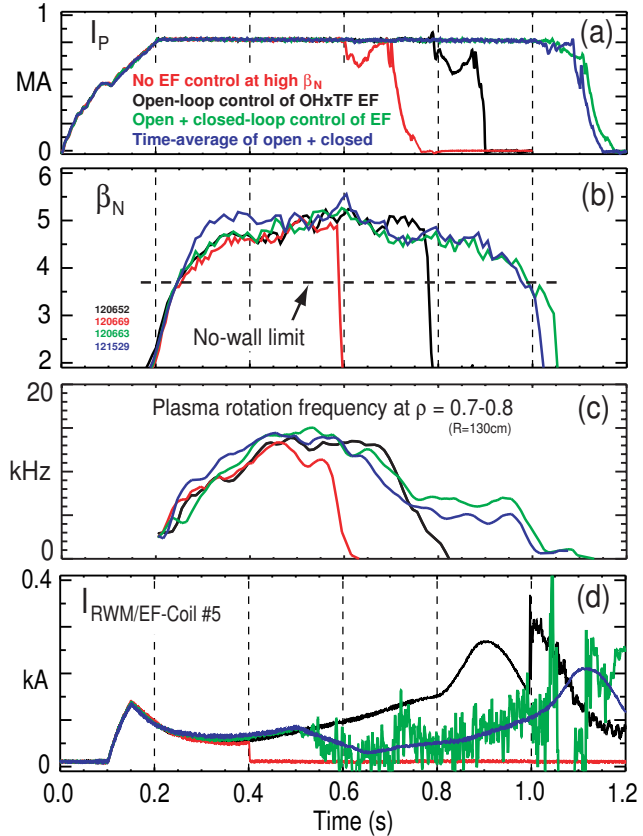 1
I_P
(a)
MA
No EF control at high β_N
Open-loop control of OHxTF EF
Open + closed-loop control of EF
Time-average of open + closed
0
6
β_N
(b)
5
4
3
2
120652
120669
120663
121529
No-wall limit
20
Plasma rotation frequency at ρ = 0.7-0.8
(R=130cm)
(c)
kHz
0
0.4
I_RWM/EF-Coil #5
(d)
kA
0
0.0 0.2 0.4 0.6 0.8 1.0 1.2
Time (s)